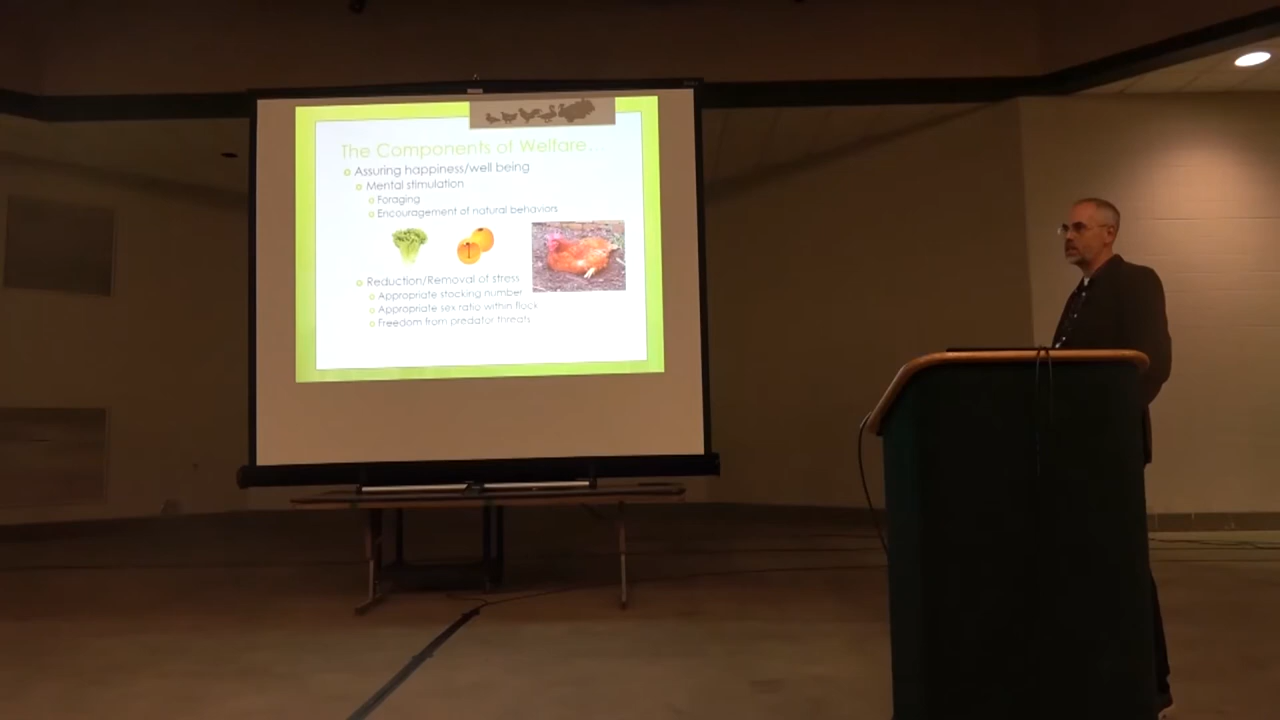 The Components of Welfare...
Assuring happiness/well being
Mental stimulation
Foraging
Encouragement of natural behaviors
Reduction/Removal of stress
Appropriate stocking number
Appropriate sex ratio within flock
Freedom from predator threats